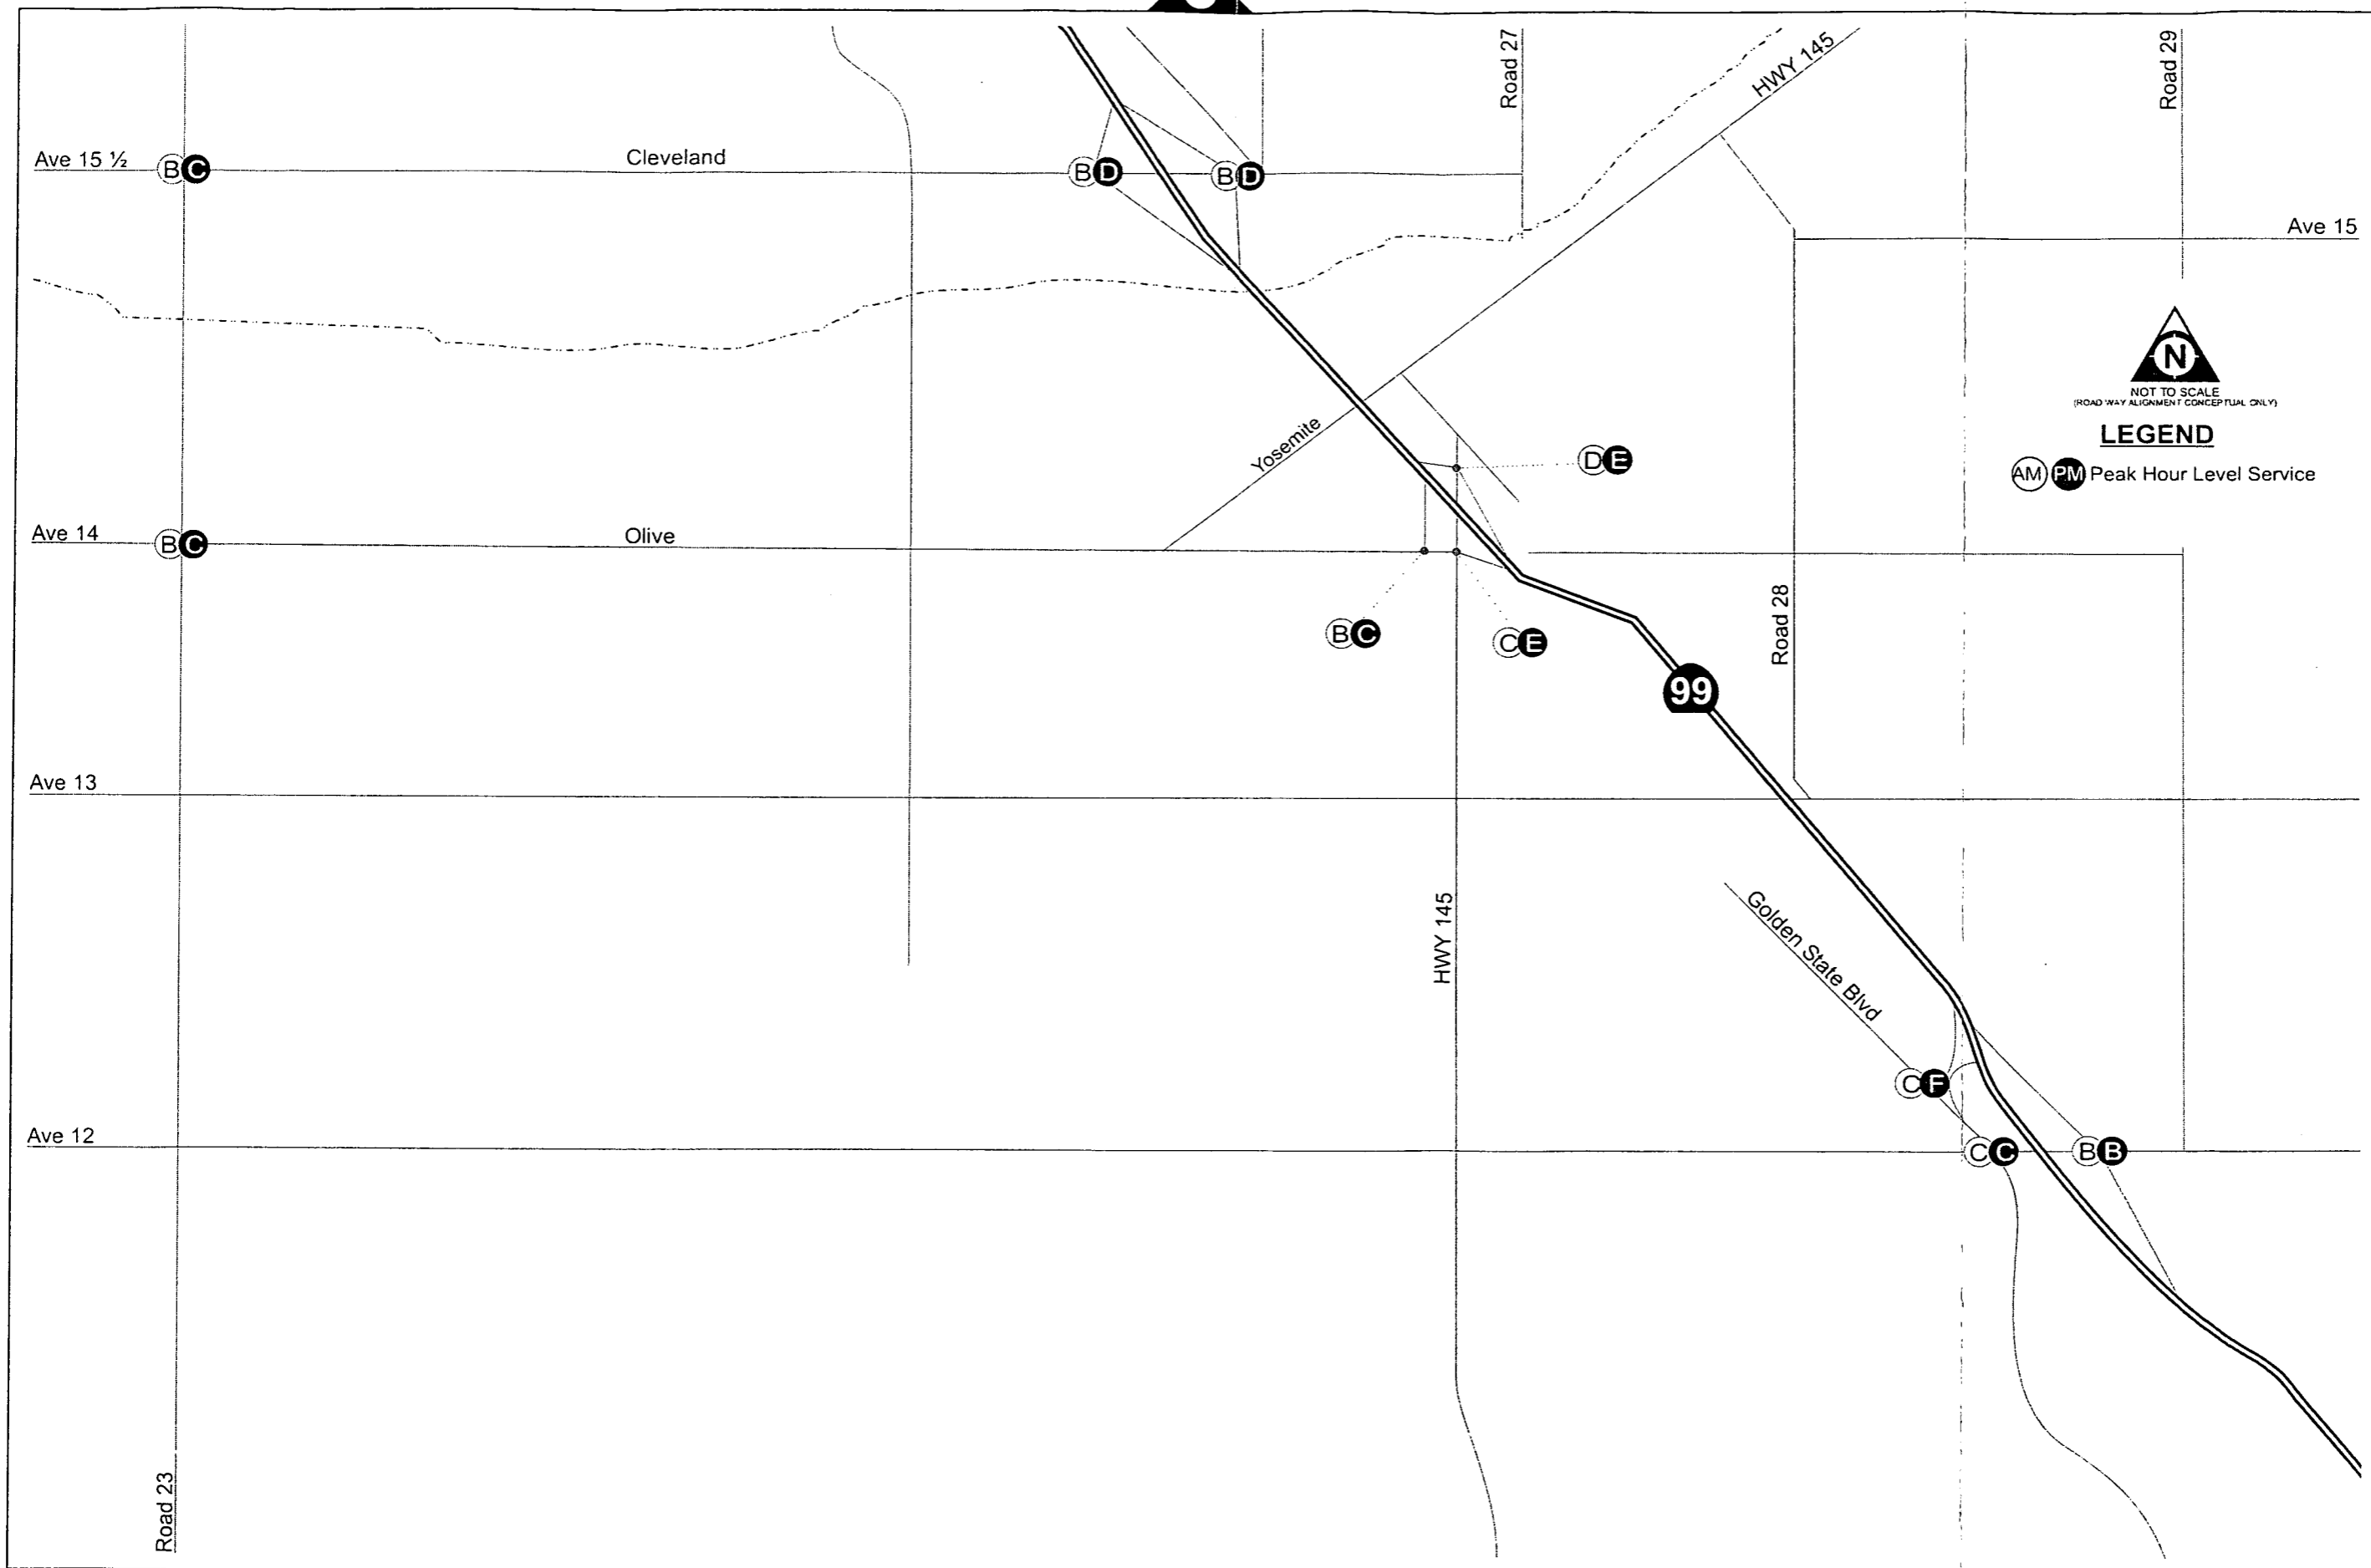 Road 27
HWY 145
Road 29
Ave 15 ½
B C
Cleveland
B D
B D
Ave 15
N
NOT TO SCALE
(ROAD WAY ALIGNMENT CONCEPTUAL ONLY)
LEGEND
AM PM Peak Hour Level Service
Yosemite
D E
Ave 14
B C
Olive
B C
C E
Road 28
99
Ave 13
HWY 145
Golden State Blvd
C F
Ave 12
C C
B B
Road 23